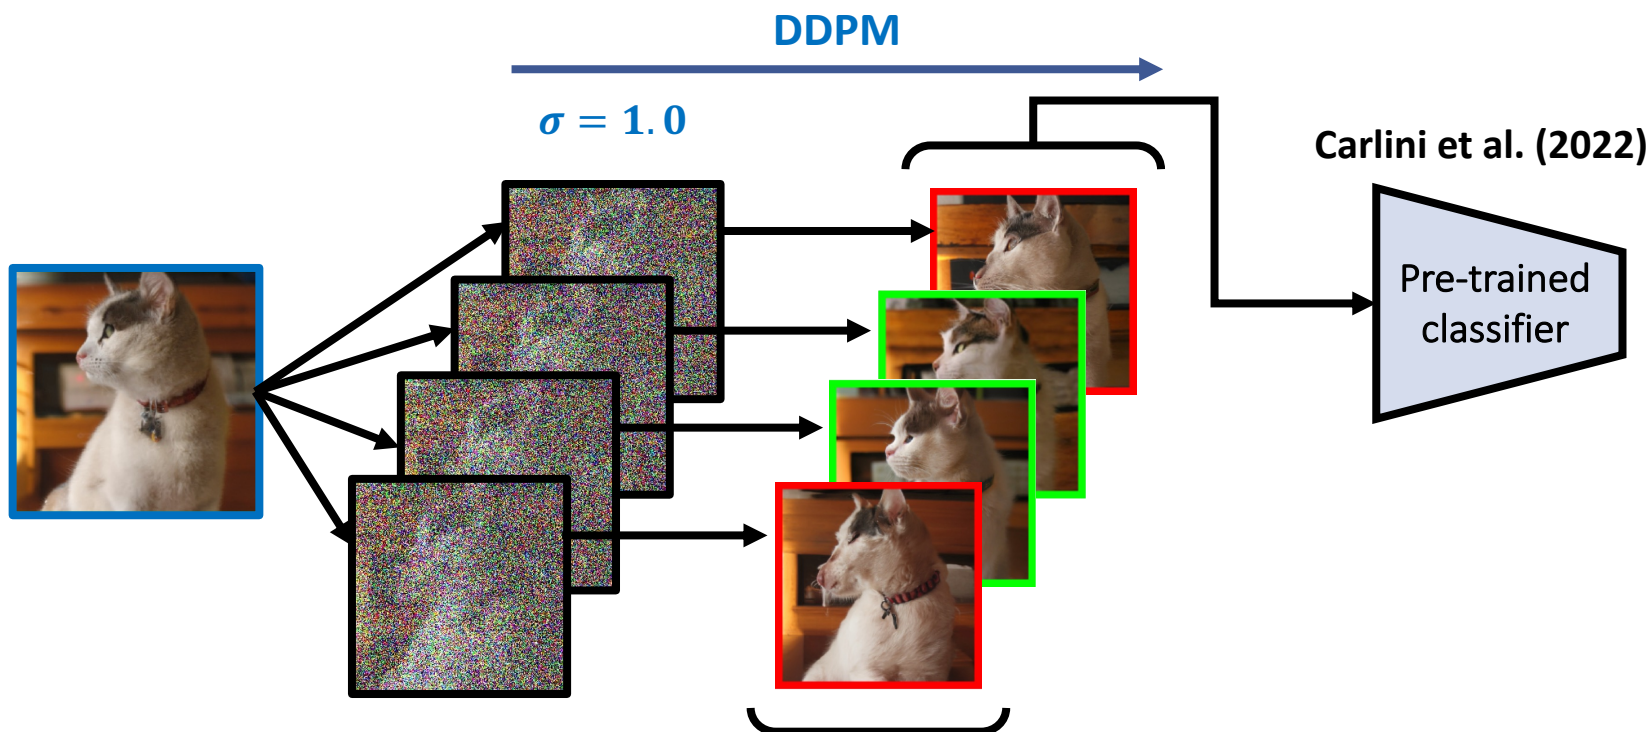 DDPM
σ = 1.0
Carlini et al. (2022)
Pre-trained
classifier